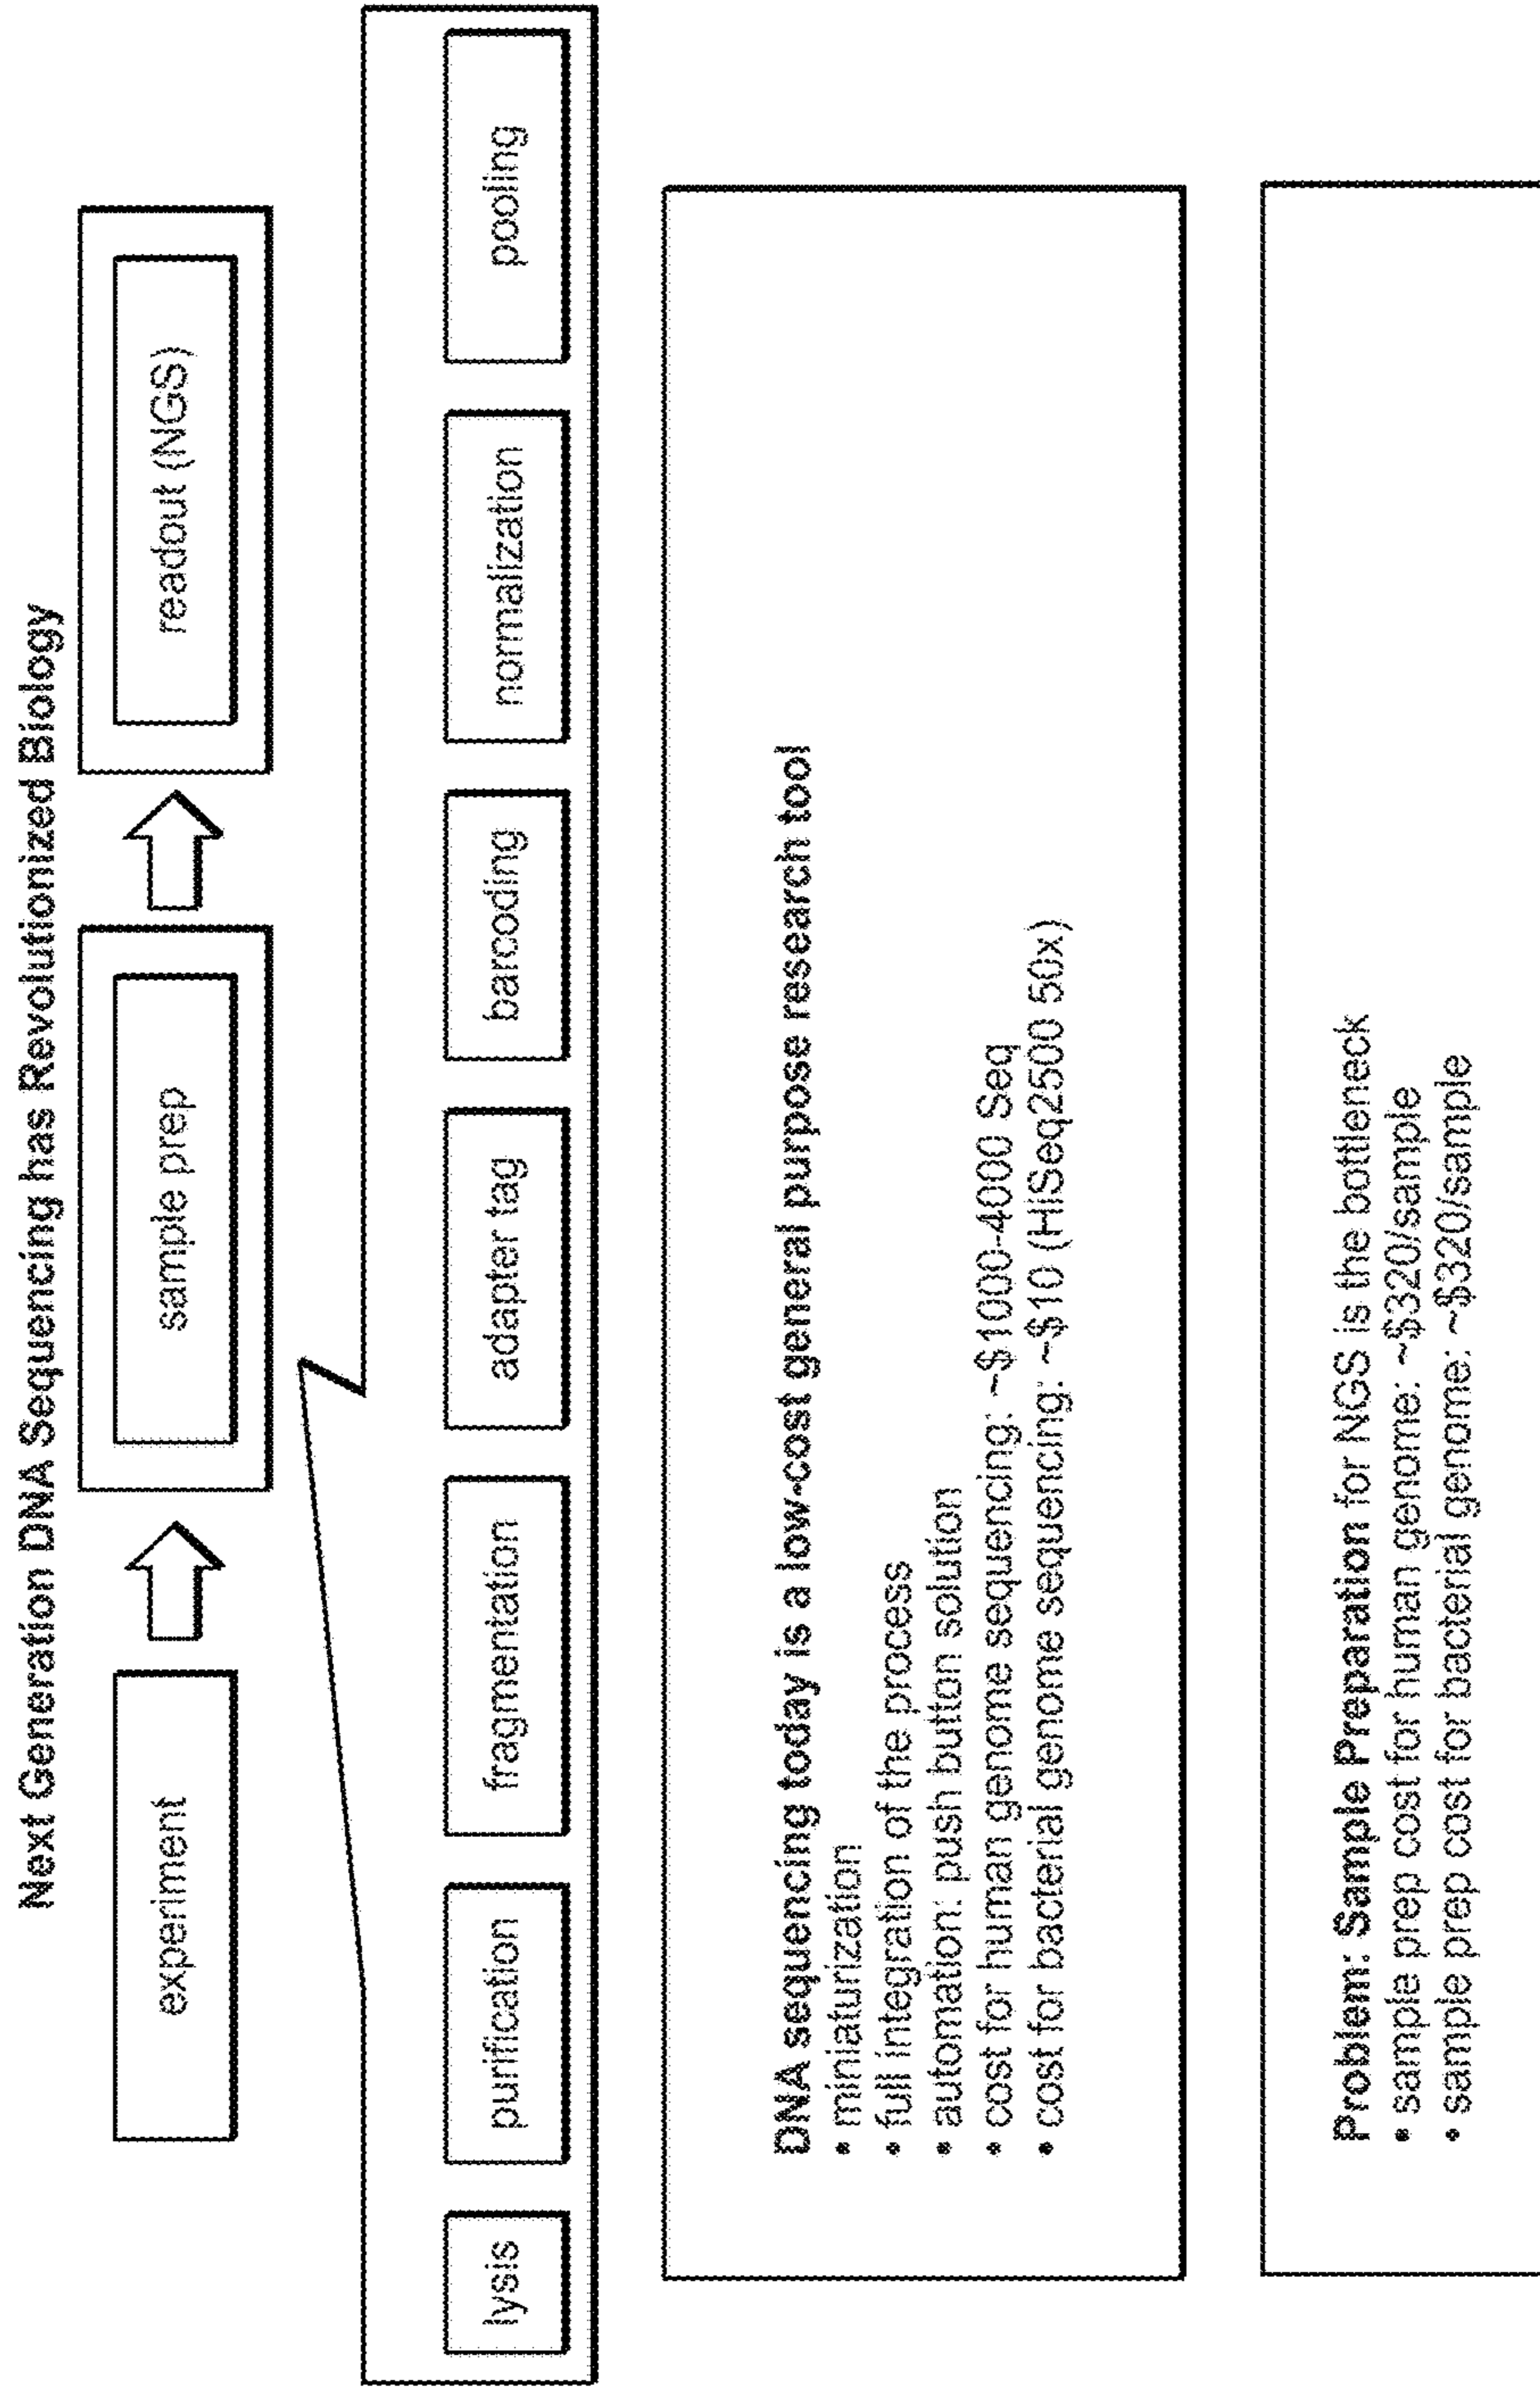 Next Generation DNA Sequencing has Revolutionized Biology
experiment
sample prep
readout (NGS)
lysis
purification
fragmentation
adapter tag
barcoding
normalization
pooling
DNA sequencing today is a low-cost general purpose research tool
• miniaturization
• full integration of the process
• automation: push button solution
• cost for human genome sequencing: ~$1000-4000 Seq
• cost for bacterial genome sequencing: ~$10 (HiSeq2500 50x)
Problem: Sample Preparation for NGS is the bottleneck
• sample prep cost for human genome: ~$320/sample
• sample prep cost for bacterial genome: ~$320/sample